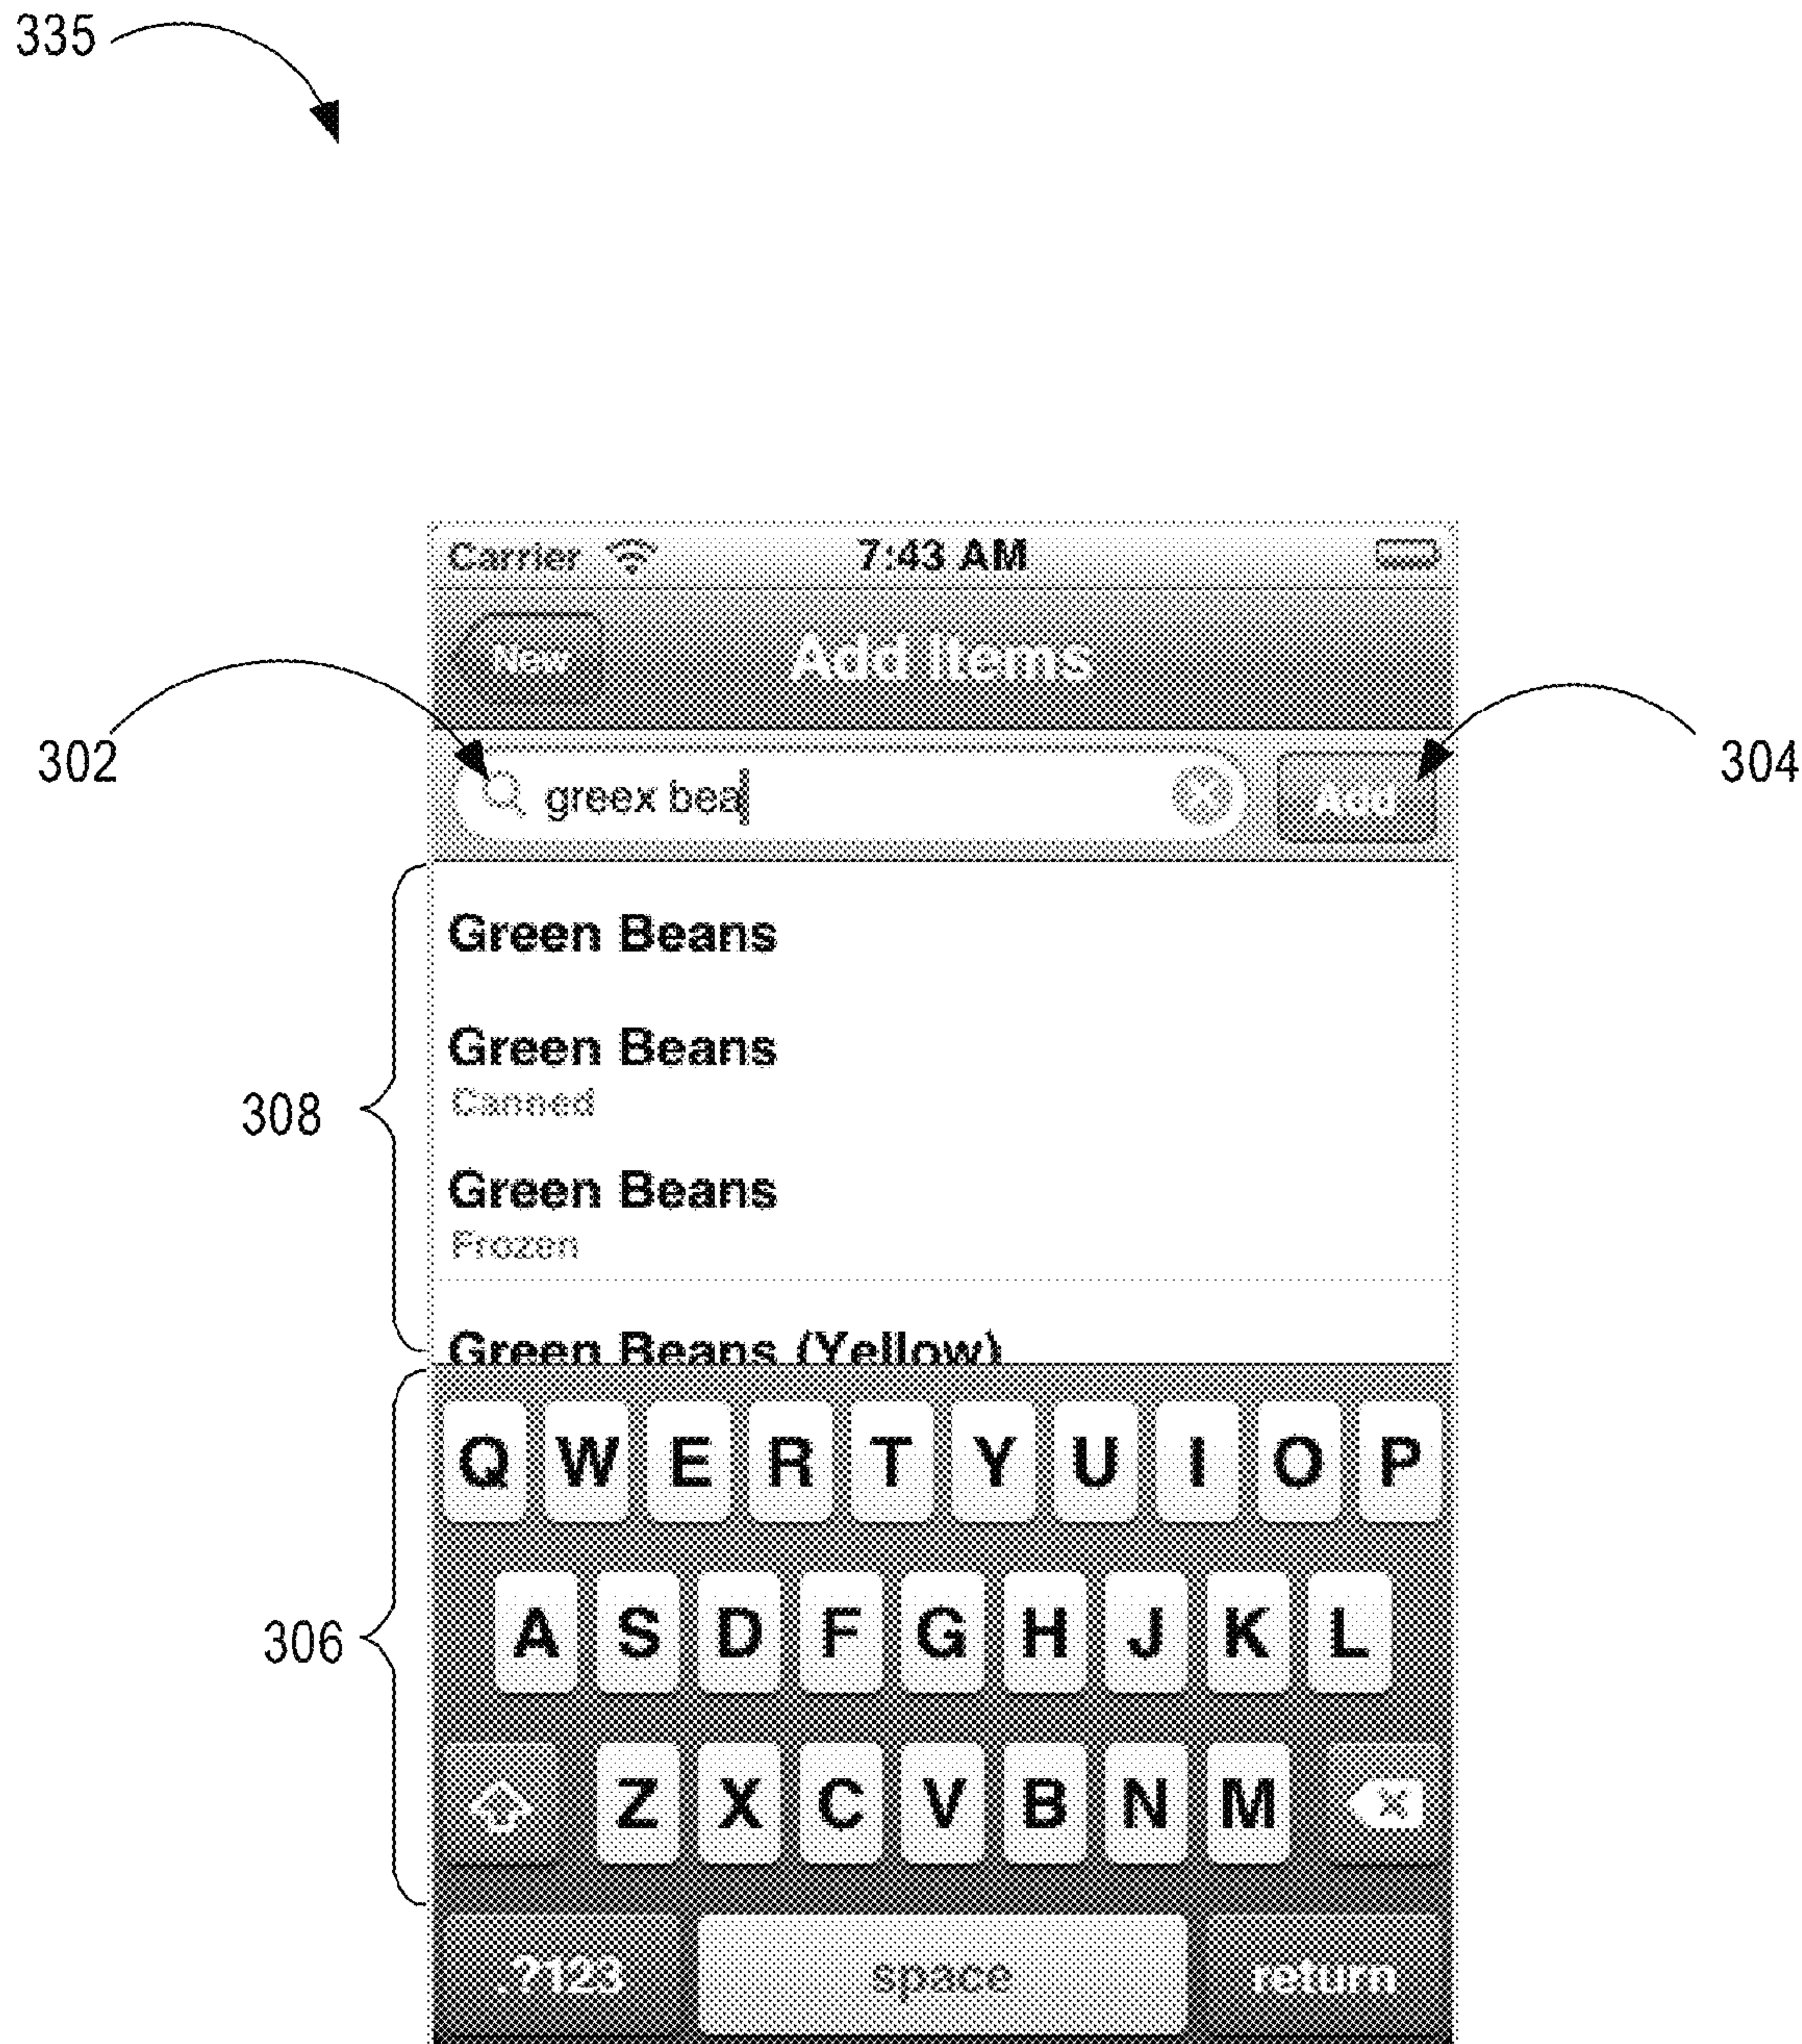 335
Carrier 7:43 AM
New Add Items
302
greex bea Add
304
Green Beans
Green Beans
Canned
308
Green Beans
Frozen
Green Beans (Yellow)
Q W E R T Y U I O P
306
A S D F G H J K L
Z X C V B N M
.?123 space return